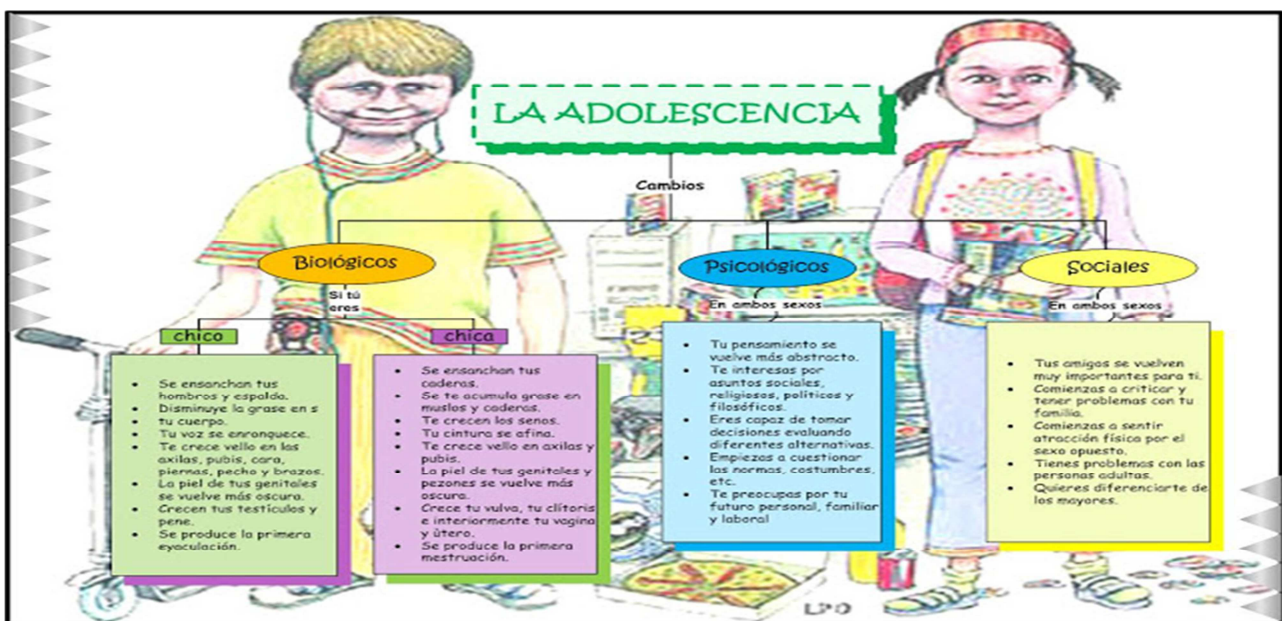 LA ADOLESCENCIA
Cambios
Biológicos
Psicológicos
Sociales
Si tú
eres
En ambos sexos
En ambos sexos
chico
chica
• Se ensanchan tus
hombros y espalda.
• Disminuye la grase en s
• tu cuerpo.
• Tu voz se enronquece.
• Te crece vello en las
axilas, pubis, cara,
piernas, pecho y brazos.
• La piel de tus genitales
se vuelve más oscura.
• Crecen tus testículos y
pene.
• Se produce la primera
eyaculación.
• Se ensanchan tus
caderas.
• Se te acumula grase en
muslos y caderas.
• Te crecen los senos.
• Tu cintura se afina.
• Te crece vello en axilas y
pubis.
• La piel de tus genitales y
pezones se vuelve más
oscura.
• Crece tu vulva, tu clítoris
e interiormente tu vagina
y útero.
• Se produce la primera
mestruación.
• Tu pensamiento se
vuelve más abstracto.
• Te interesas por
asuntos sociales,
religiosos, políticos y
filosóficos.
• Eres capaz de tomar
decisiones evaluando
diferentes alternativas.
• Empiezas a cuestionar
las normas, costumbres,
etc.
• Te preocupas por tu
futuro personal, familiar
y laboral
• Tus amigos se vuelven
muy importantes para ti.
• Comienzas a criticar y
tener problemas con tu
familia.
• Comienzas a sentir
atracción física por el
sexo opuesto.
• Tienes problemas con las
personas adultas.
• Quieres diferenciarte de
los mayores.